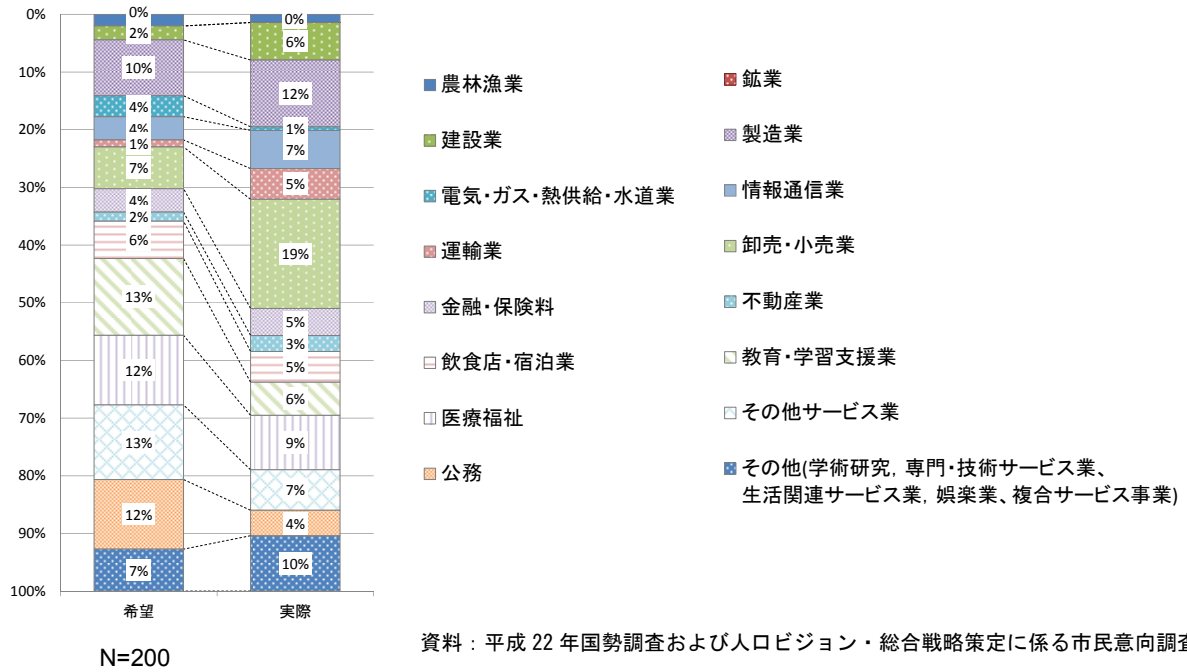 0%
10%
20%
30%
40%
50%
60%
70%
80%
90%
100%
0%
2%
10%
4%
4%
1%
7%
4%
2%
6%
13%
12%
13%
12%
7%
0%
6%
12%
1%
7%
5%
19%
5%
3%
5%
6%
9%
7%
4%
10%
希望
実際
N=200
農林漁業
鉱業
建設業
製造業
電気・ガス・熱供給・水道業
情報通信業
運輸業
卸売・小売業
金融・保険料
不動産業
飲食店・宿泊業
教育・学習支援業
医療福祉
その他サービス業
公務
その他(学術研究，専門・技術サービス業、
生活関連サービス業，娯楽業、複合サービス事業)
資料：平成 22 年国勢調査および人口ビジョン・総合戦略策定に係る市民意向調査